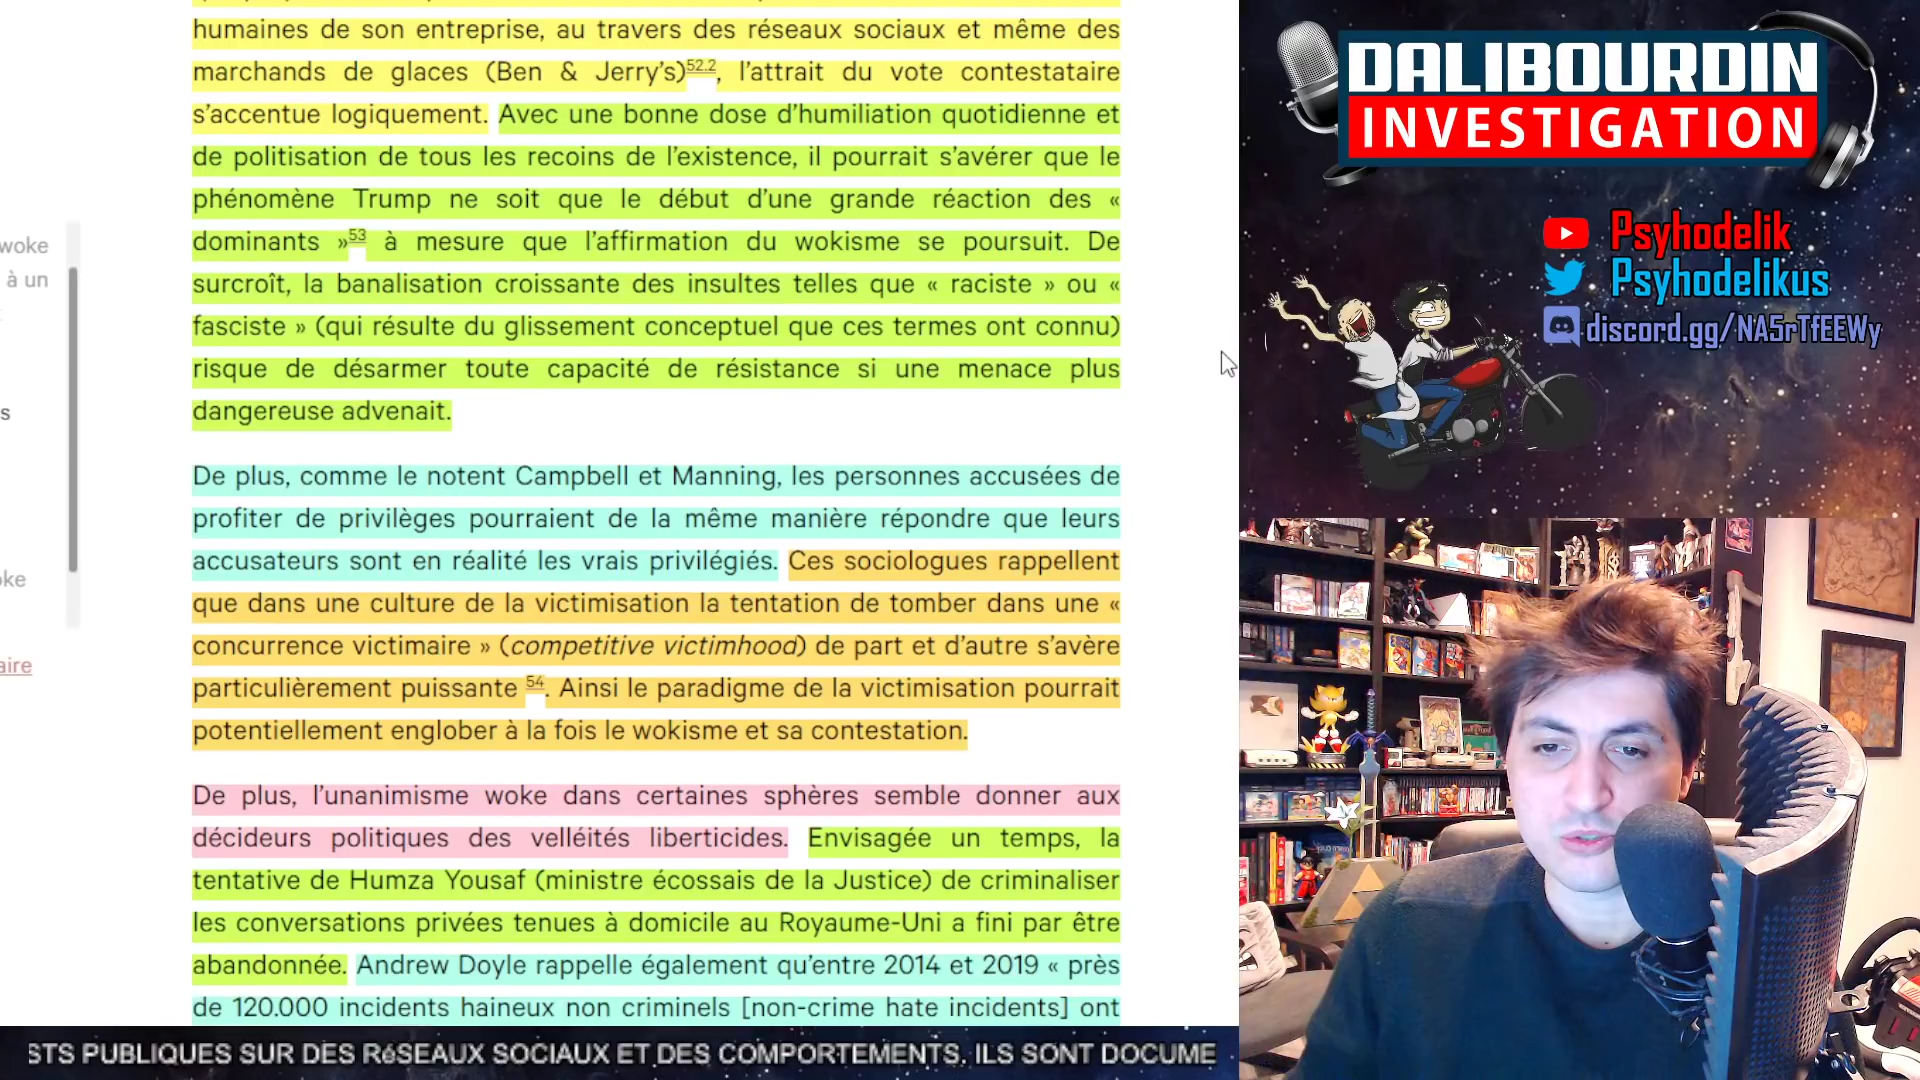 humaines de son entreprise, au travers des réseaux sociaux et même des
marchands de glaces (Ben & Jerry’s)52.2, l’attrait du vote contestataire
s’accentue logiquement. Avec une bonne dose d’humiliation quotidienne et
de politisation de tous les recoins de l’existence, il pourrait s’avérer que le
phénomène Trump ne soit que le début d’une grande réaction des «
dominants »53 à mesure que l’affirmation du wokisme se poursuit. De
surcroît, la banalisation croissante des insultes telles que « raciste » ou «
fasciste » (qui résulte du glissement conceptuel que ces termes ont connu)
risque de désarmer toute capacité de résistance si une menace plus
dangereuse advenait.
De plus, comme le notent Campbell et Manning, les personnes accusées de
profiter de privilèges pourraient de la même manière répondre que leurs
accusateurs sont en réalité les vrais privilégiés. Ces sociologues rappellent
que dans une culture de la victimisation la tentation de tomber dans une «
concurrence victimaire » (competitive victimhood) de part et d’autre s’avère
particulièrement puissante 54. Ainsi le paradigme de la victimisation pourrait
potentiellement englober à la fois le wokisme et sa contestation.
De plus, l’unanimisme woke dans certaines sphères semble donner aux
décideurs politiques des velléités liberticides. Envisagée un temps, la
tentative de Humza Yousaf (ministre écossais de la Justice) de criminaliser
les conversations privées tenues à domicile au Royaume-Uni a fini par être
abandonnée. Andrew Doyle rappelle également qu’entre 2014 et 2019 « près
de 120.000 incidents haineux non criminels [non-crime hate incidents] ont
woke
à un
s
oke
aire
DALIBOURDIN
INVESTIGATION
Psyhodelik
Psyhodelikus
discord.gg/NA5rTfEEWy
STS PUBLIQUES SUR DES RéSEAUX SOCIAUX ET DES COMPORTEMENTS. ILS SONT DOCUME